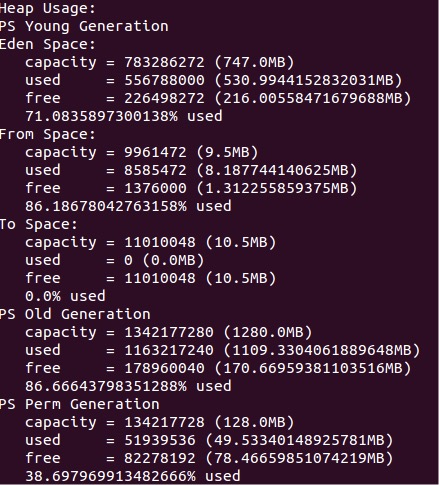 Heap Usage:
PS Young Generation
Eden Space:
   capacity = 783286272 (747.0MB)
   used     = 556788000 (530.9944152832031MB)
   free     = 226498272 (216.00558471679688MB)
   71.0835897300138% used
From Space:
   capacity = 9961472 (9.5MB)
   used     = 8585472 (8.187744140625MB)
   free     = 1376000 (1.312255859375MB)
   86.18678042763158% used
To Space:
   capacity = 11010048 (10.5MB)
   used     = 0 (0.0MB)
   free     = 11010048 (10.5MB)
   0.0% used
PS Old Generation
   capacity = 1342177280 (1280.0MB)
   used     = 1163217240 (1109.3304061889648MB)
   free     = 178960040 (170.66959381103516MB)
   86.66643798351288% used
PS Perm Generation
   capacity = 134217728 (128.0MB)
   used     = 51939536 (49.53340148925781MB)
   free     = 82278192 (78.46659851074219MB)
   38.697969913482666% used